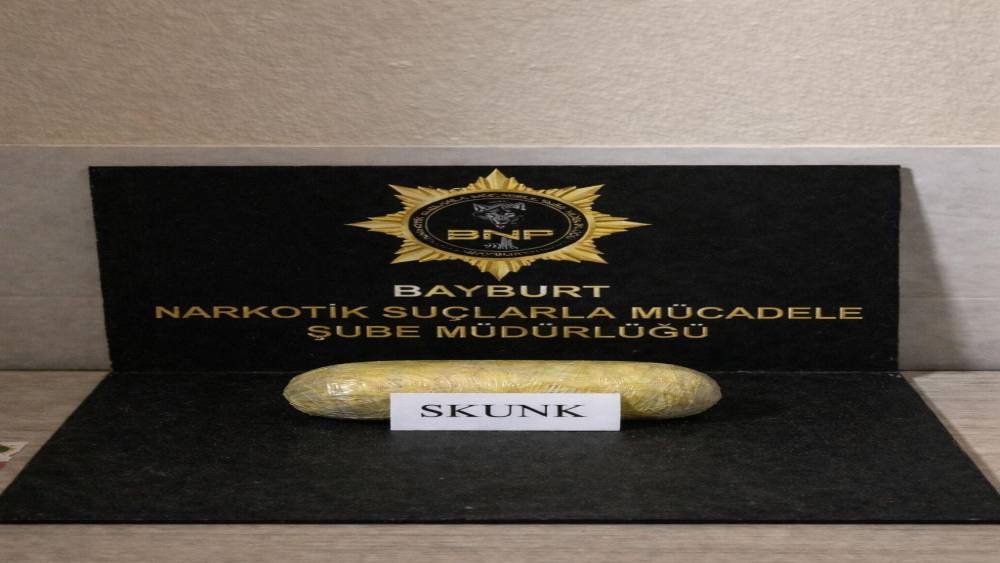 BNP
BAYBURT
NARKOTİK SUÇLARLA MÜCADELE
ŞUBE MÜDÜRLÜĞÜ
SKUNK